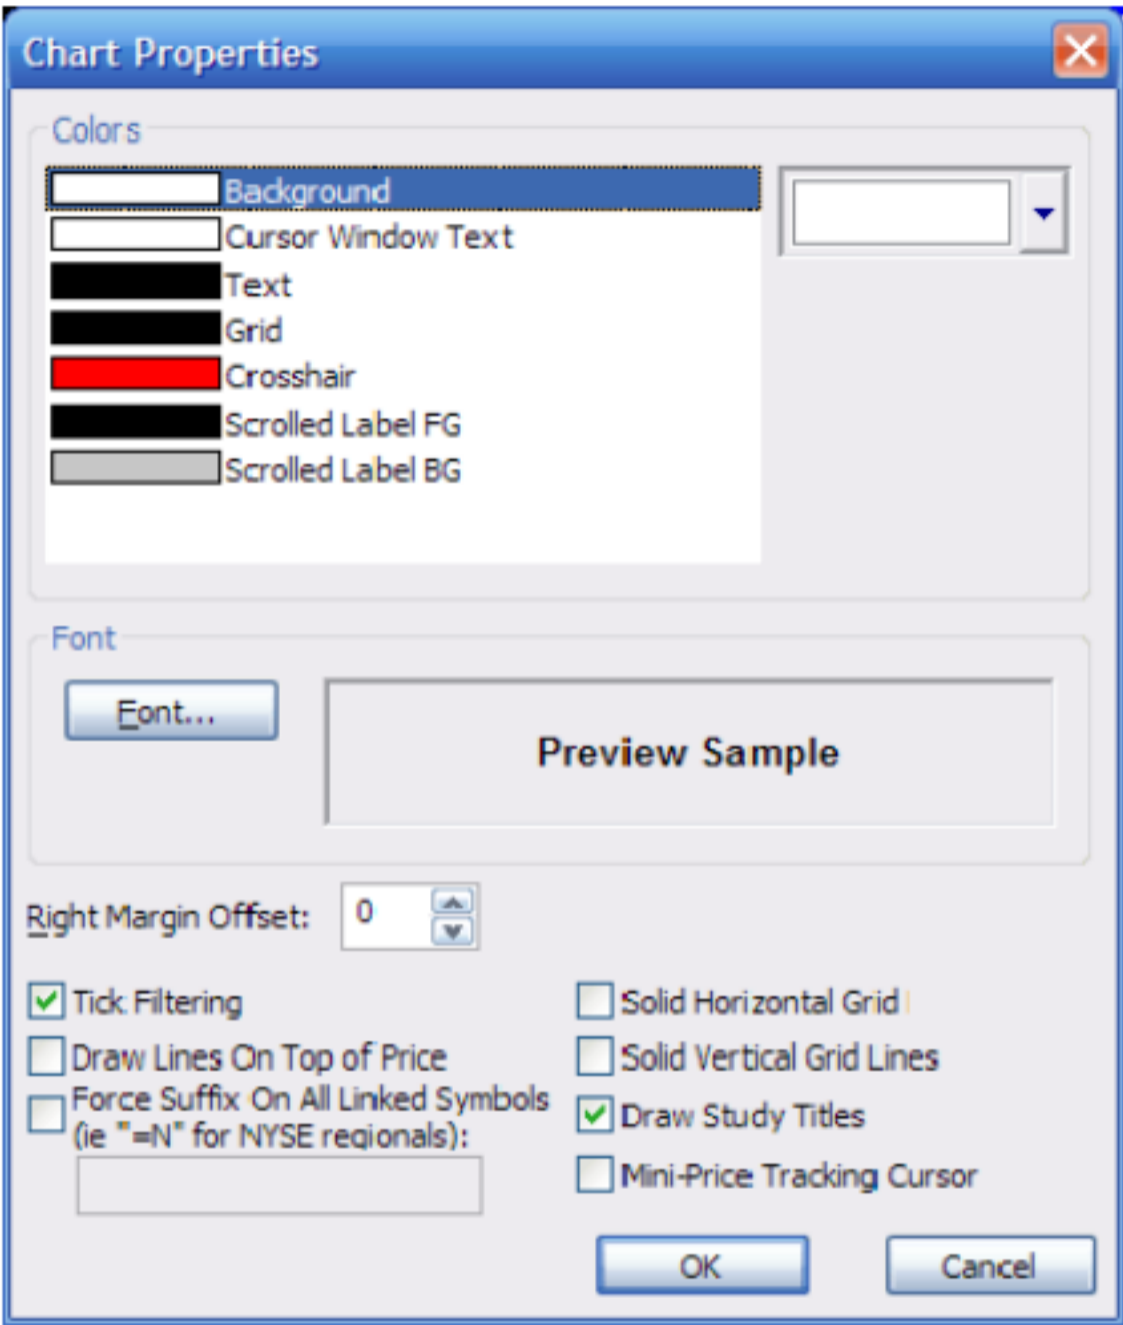 Chart Properties
Colors
Background
Cursor Window Text
Text
Grid
Crosshair
Scrolled Label FG
Scrolled Label BG
Font
Font...
Preview Sample
Right Margin Offset:
0
Tick Filtering
Solid Horizontal Grid
Draw Lines On Top of Price
Solid Vertical Grid Lines
Force Suffix On All Linked Symbols
(ie "=N" for NYSE regionals):
Draw Study Titles
Mini-Price Tracking Cursor
OK
Cancel